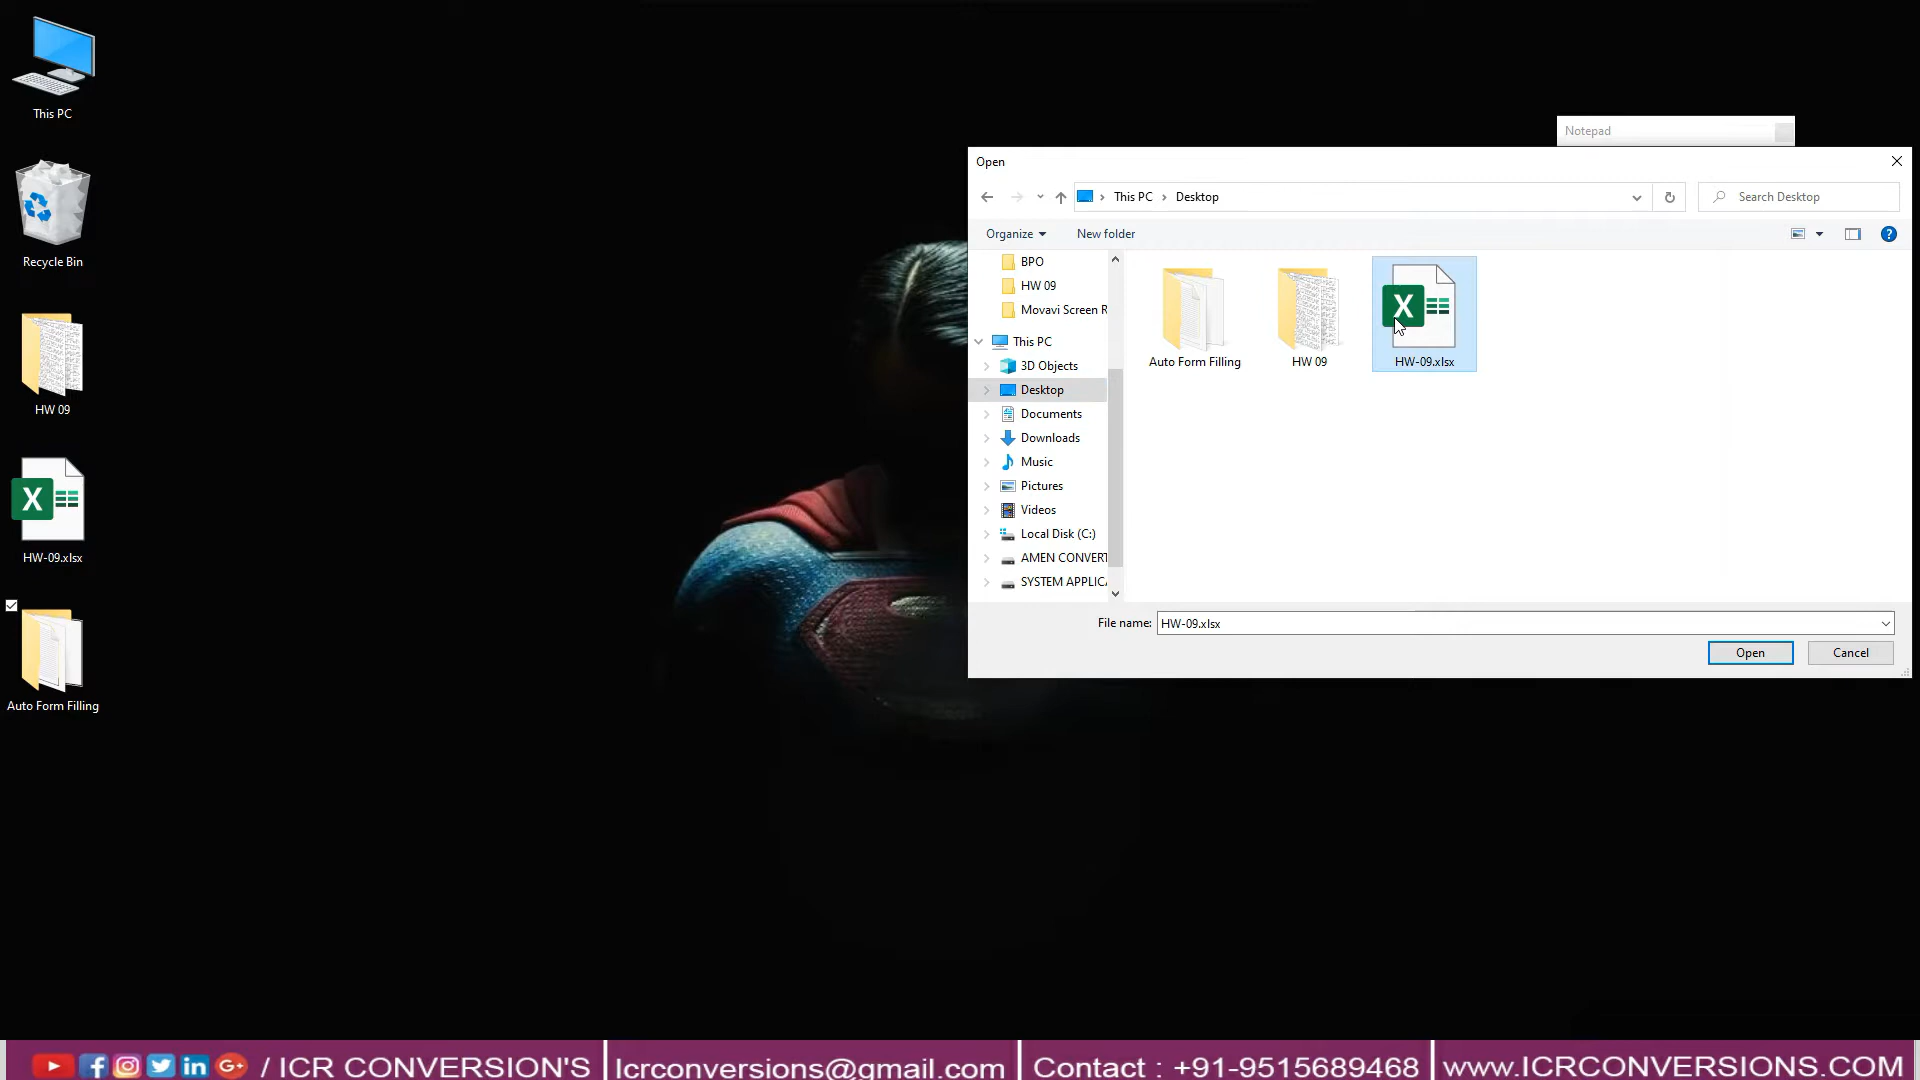 This PC
Recycle Bin
HW 09
HW-09.xlsx
Auto Form Filling
Notepad
Open
This PC > Desktop
Search Desktop
Organize
New folder
BPO
HW 09
Movavi Screen R
This PC
3D Objects
Desktop
Documents
Downloads
Music
Pictures
Videos
Local Disk (C:)
AMEN CONVERT
SYSTEM APPLICA
Auto Form Filling
HW 09
HW-09.xlsx
File name: HW-09.xlsx
Open
Cancel
/ ICR CONVERSION'S
Icrconversions@gmail.com
Contact : +91-9515689468
www.ICRCONVERSIONS.COM